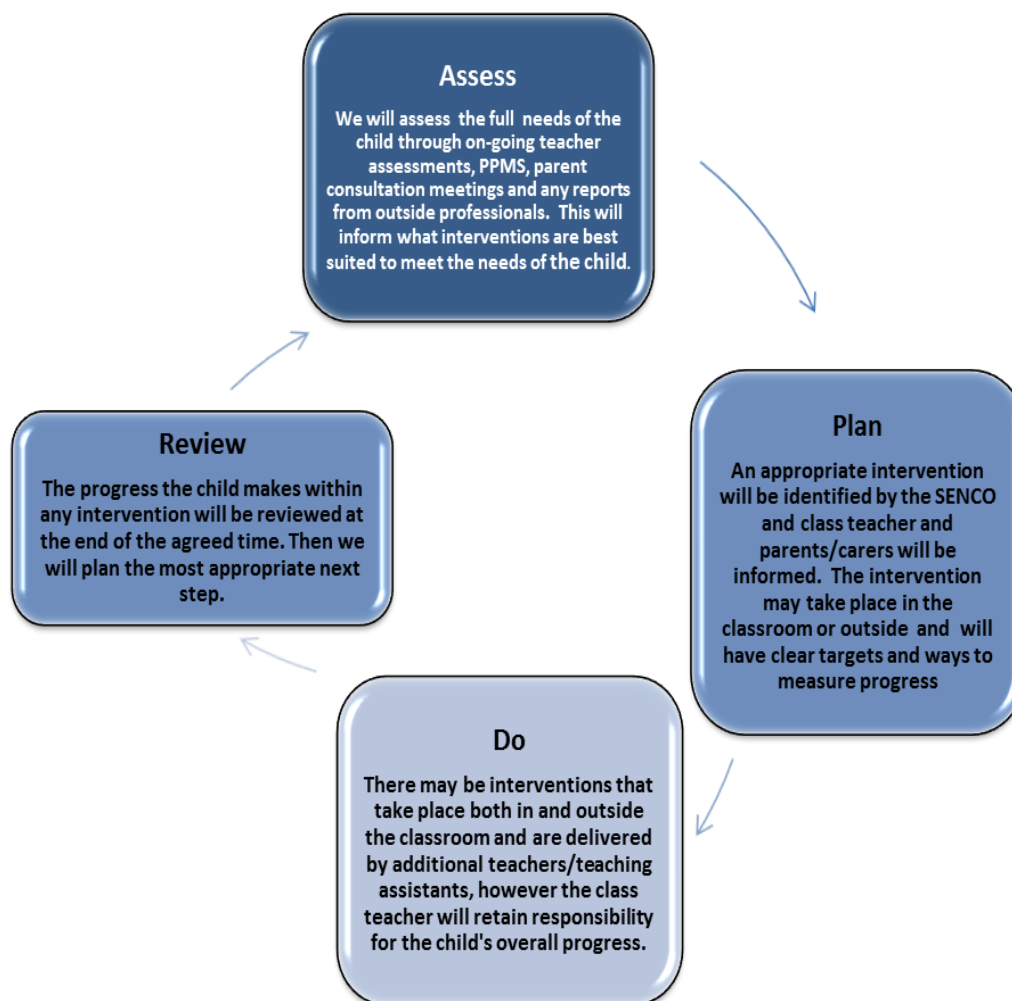 Assess
We will assess the full needs of the
child through on-going teacher
assessments, PPMS, parent
consultation meetings and any reports
from outside professionals. This will
inform what interventions are best
suited to meet the needs of the child.
Plan
An appropriate intervention
will be identified by the SENCO
and class teacher and
parents/carers will be
informed. The intervention
may take place in the
classroom or outside and will
have clear targets and ways to
measure progress
Do
There may be interventions that
take place both in and outside
the classroom and are delivered
by additional teachers/teaching
assistants, however the class
teacher will retain responsibility
for the child's overall progress.
Review
The progress the child makes within
any intervention will be reviewed at
the end of the agreed time. Then we
will plan the most appropriate next
step.